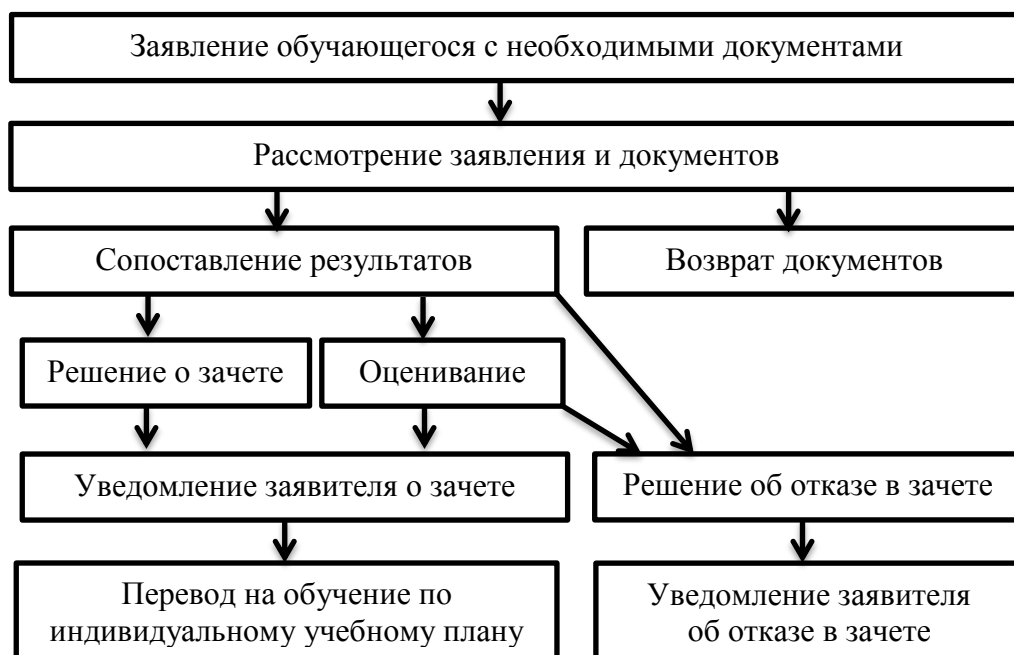 Заявление обучающегося с необходимыми документами
Рассмотрение заявления и документов
Сопоставление результатов
Возврат документов
Решение о зачете
Оценивание
Уведомление заявителя о зачете
Решение об отказе в зачете
Перевод на обучение по
индивидуальному учебному плану
Уведомление заявителя
об отказе в зачете